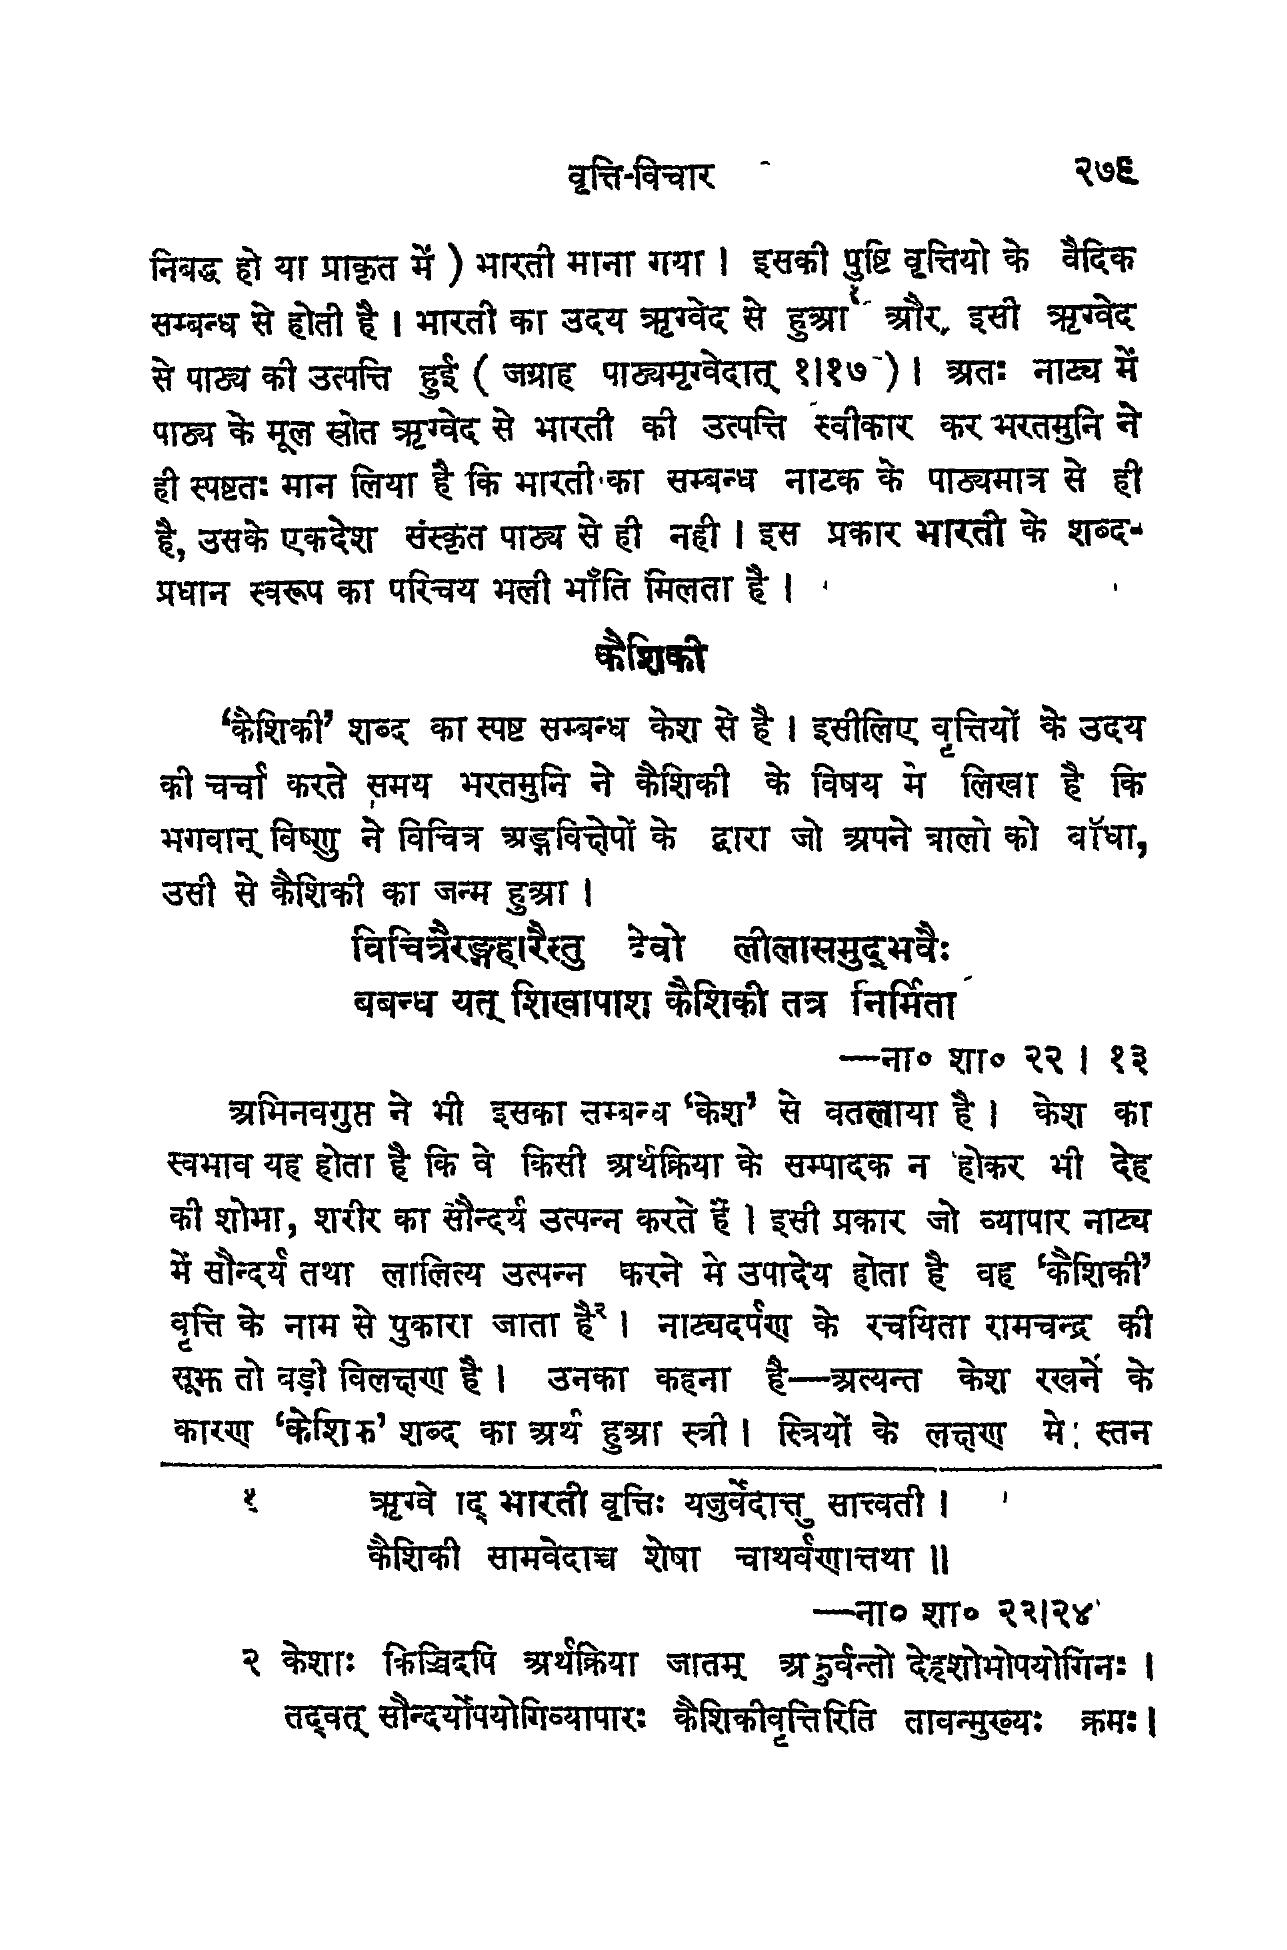 वृत्ति-विचार २७९
निबद्ध हो या प्राकृत में ) भारती माना गया । इसकी पुष्टि वृत्तियो के वैदिक
सम्बन्ध से होती है । भारती का उदय ऋग्वेद से हुआ१ और, इसी ऋग्वेद
से पाठ्य की उत्पत्ति हुई ( जग्राह पाठ्यमृग्वेदात् १।१७ ) । अतः नाट्य में
पाठ्य के मूल स्रोत ऋग्वेद से भारती की उत्पत्ति स्वीकार कर भरतमुनि ने
ही स्पष्टतः मान लिया है कि भारती का सम्बन्ध नाटक के पाठ्यमात्र से ही
है, उसके एकदेश संस्कृत पाठ्य से ही नही । इस प्रकार भारती के शब्द-
प्रधान स्वरूप का परिचय भली भाँति मिलता है ।
कैशिकी
‘कैशिकी’ शब्द का स्पष्ट सम्बन्ध केश से है । इसीलिए वृत्तियों के उदय
की चर्चा करते समय भरतमुनि ने कैशिकी के विषय मे लिखा है कि
भगवान् विष्णु ने विचित्र अङ्गविक्षेपों के द्वारा जो अपने बालो को बाँधा,
उसी से कैशिकी का जन्म हुआ ।
विचित्रैरङ्गहारैस्तु देवो लीलासमुद्भवैः
बबन्ध यत् शिखापाश कैशिकी तत्र निर्मिता
—ना० शा० २२ । १३
अभिनवगुप्त ने भी इसका सम्बन्ध ‘केश’ से बतलाया है । केश का
स्वभाव यह होता है कि वे किसी अर्थक्रिया के सम्पादक न होकर भी देह
की शोभा, शरीर का सौन्दर्य उत्पन्न करते हैं । इसी प्रकार जो व्यापार नाट्य
में सौन्दर्य तथा लालित्य उत्पन्न करने मे उपादेय होता है वह ‘कैशिकी’
वृत्ति के नाम से पुकारा जाता है२ । नाट्यदर्पण के रचयिता रामचन्द्र की
सूझ तो बड़ी विलक्षण है । उनका कहना है—अत्यन्त केश रखने के
कारण ‘केशिक’ शब्द का अर्थ हुआ स्त्री । स्त्रियों के लक्षण मे स्तन
१ ऋग्वेदाद् भारती वृत्तिः यजुर्वेदात्तु सात्त्वती ।
कैशिकी सामवेदाच्च शेषा चाथर्वणात्तथा ॥
—ना० शा० २२।२४
२ केशाः किञ्चिदपि अर्थक्रिया जातम् अकुर्वन्तो देहशोभोपयोगिनः ।
तद्वत् सौन्दर्योपयोगिव्यापारः कैशिकीवृत्तिरिति तावन्मुख्यः क्रमः ।